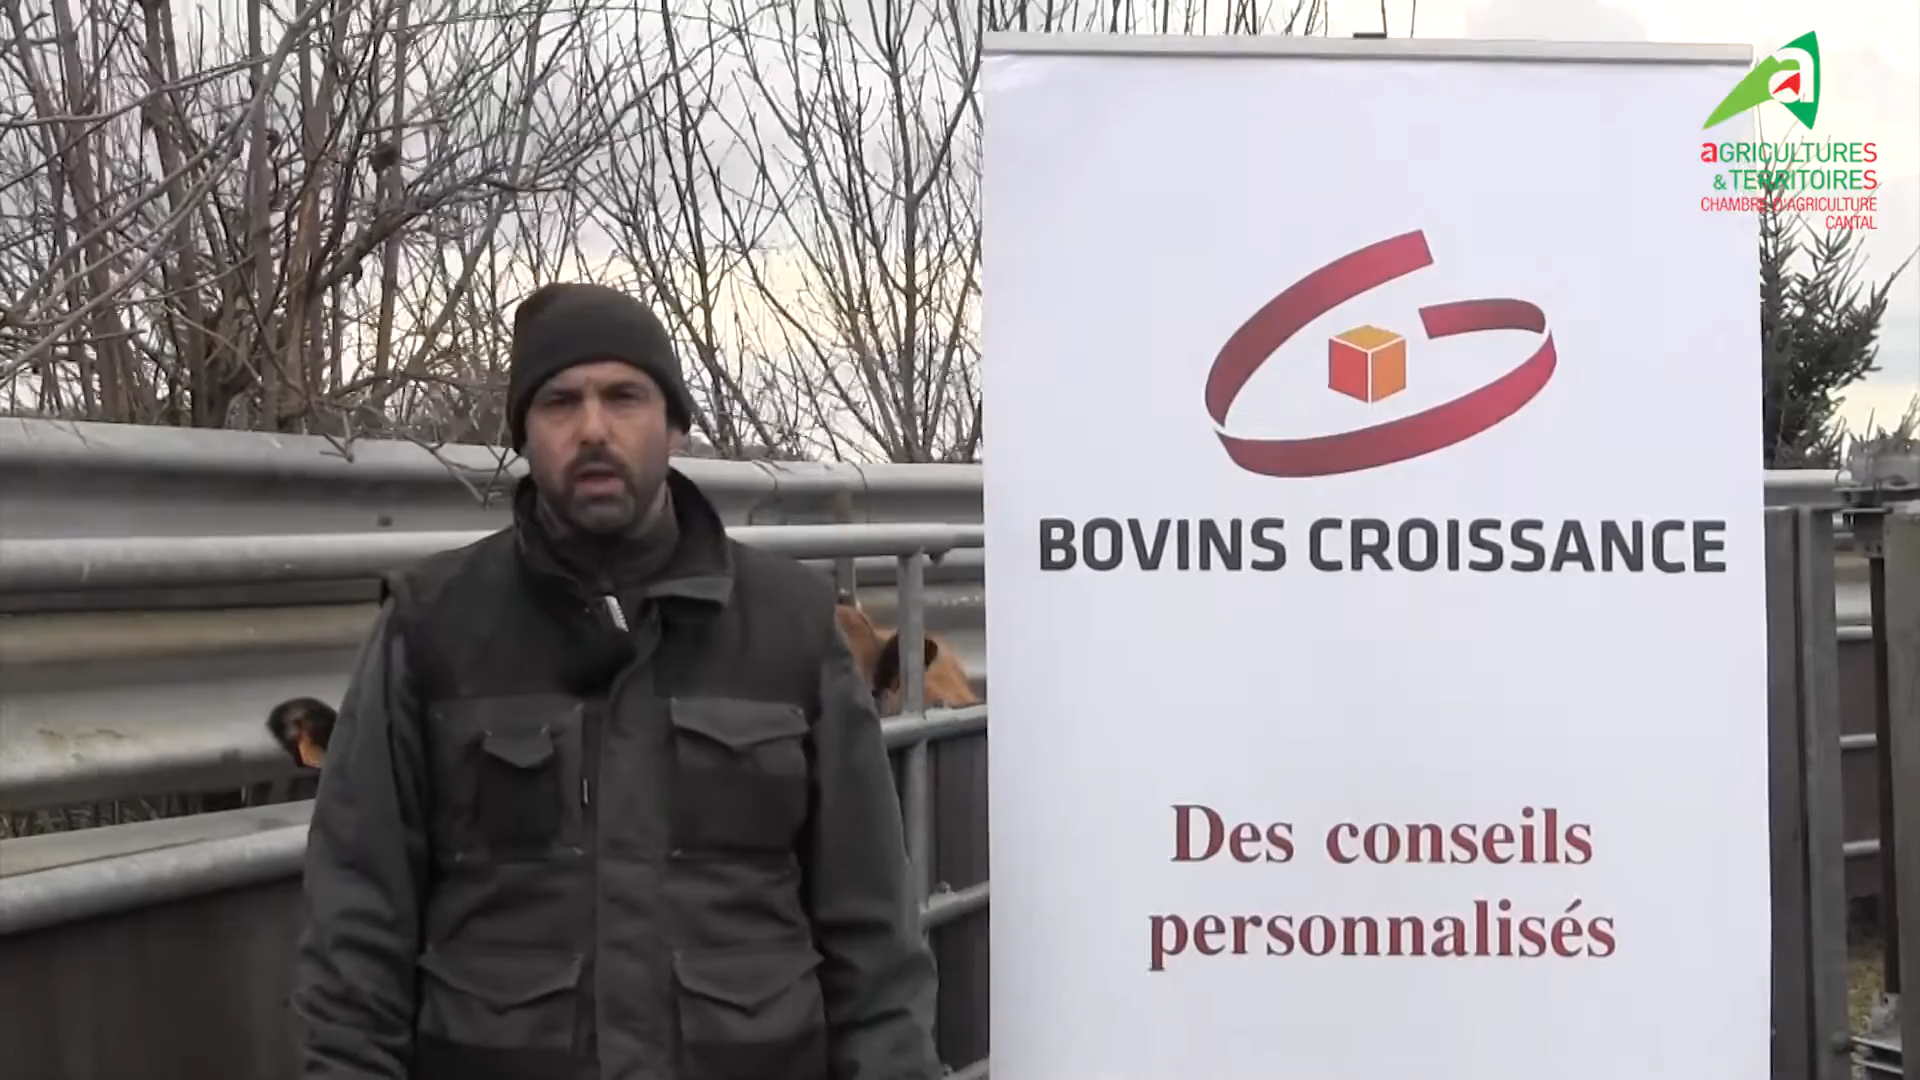 aGRICULTURES
& TERRITOIRES
CHAMBRE D'AGRICULTURE
CANTAL
BOVINS CROISSANCE
Des conseils
personnalisés